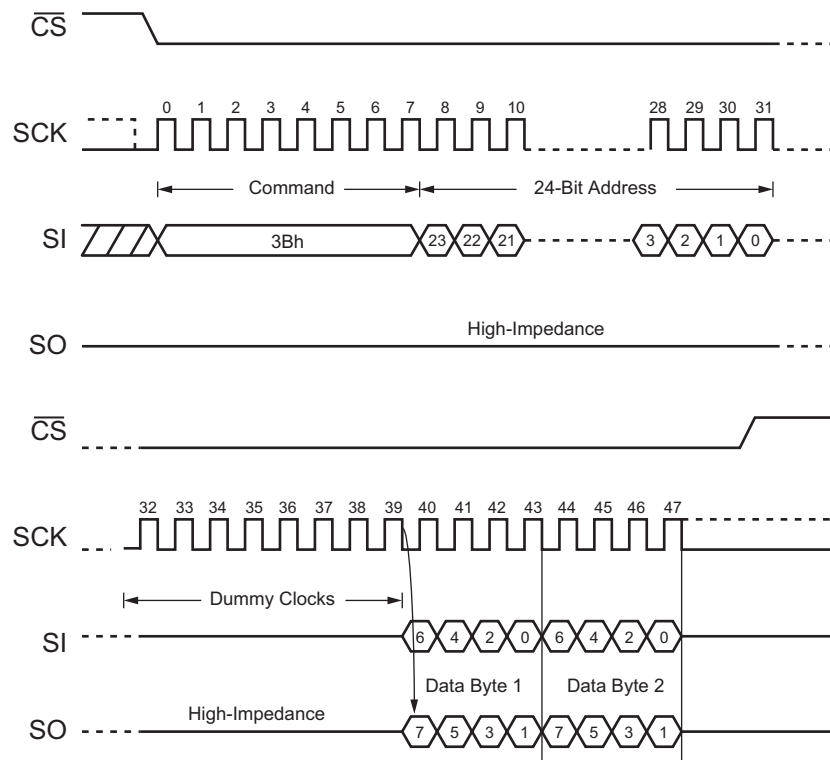 CS
0 1 2 3 4 5 6 7 8 9 10 28 29 30 31
SCK
Command 24-Bit Address
SI 3Bh 23 22 21 3 2 1 0
High-Impedance
SO
CS
32 33 34 35 36 37 38 39 40 41 42 43 44 45 46 47
SCK
Dummy Clocks
SI 6 4 2 0 6 4 2 0
Data Byte 1 Data Byte 2
High-Impedance
SO 7 5 3 1 7 5 3 1